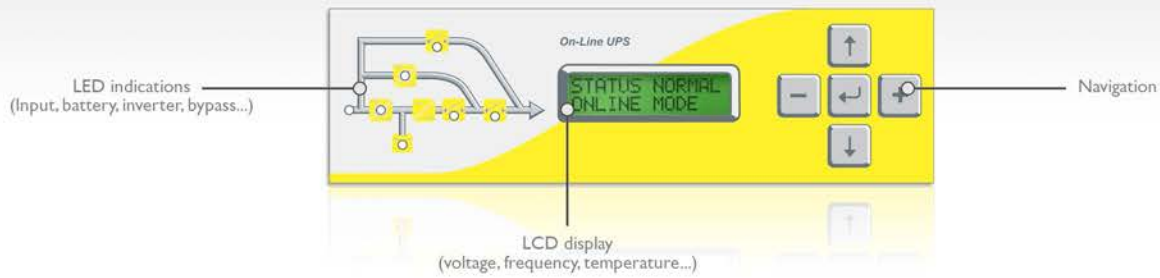 On-Line UPS
LED indications
(Input, battery, inverter, bypass...)
STATUS NORMAL
ONLINE MODE
Navigation
LCD display
(voltage, frequency, temperature...)